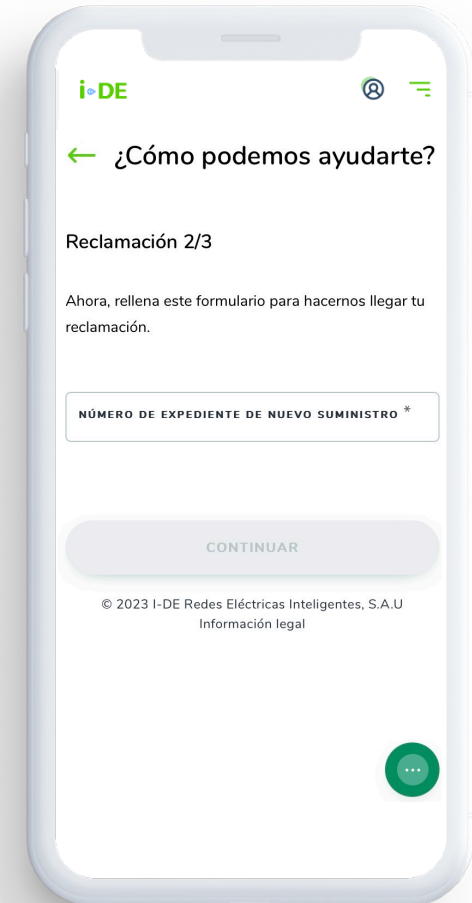 i-DE
¿Cómo podemos ayudarte?
Reclamación 2/3
Ahora, rellena este formulario para hacernos llegar tu
reclamación.
NÚMERO DE EXPEDIENTE DE NUEVO SUMINISTRO *
CONTINUAR
© 2023 I-DE Redes Eléctricas Inteligentes, S.A.U
Información legal